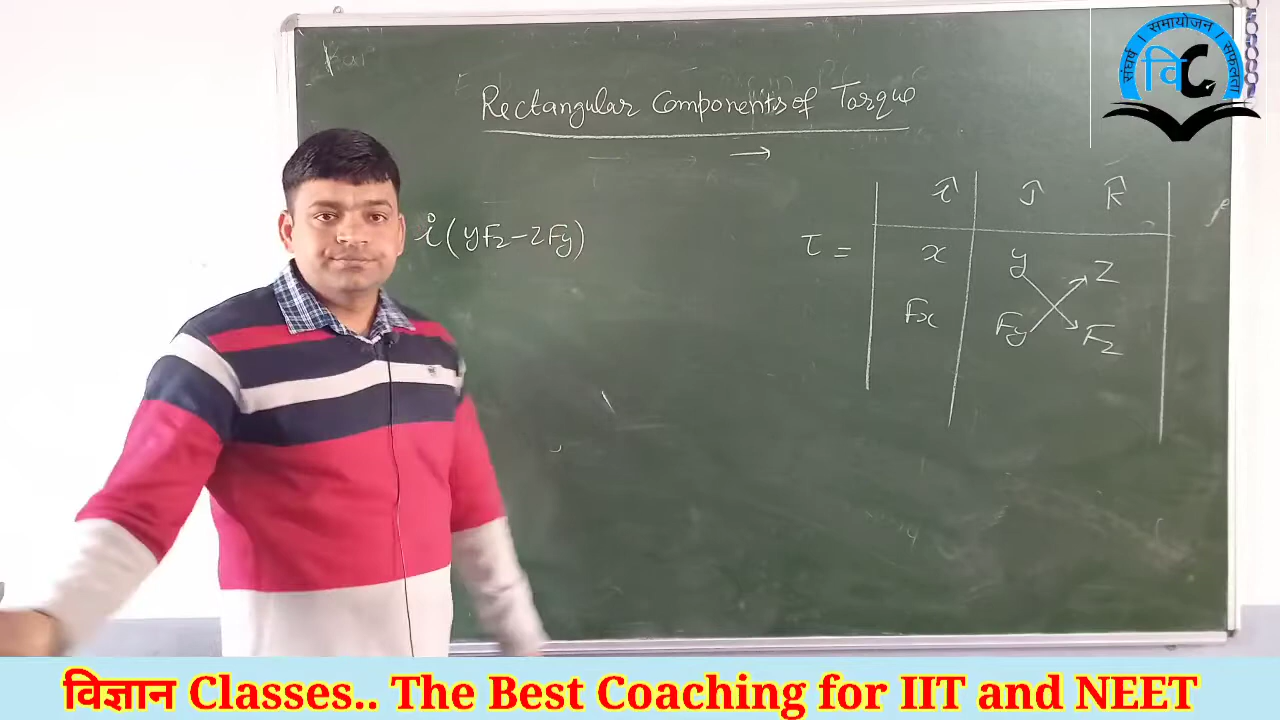 संघर्ष । समायोजन । सफलता
विC
Kar
Rectangular Components of Torque
→
î ĵ k̂
i(yFz-zFy)
τ = x y z
Fx Fy Fz
विज्ञान Classes.. The Best Coaching for IIT and NEET